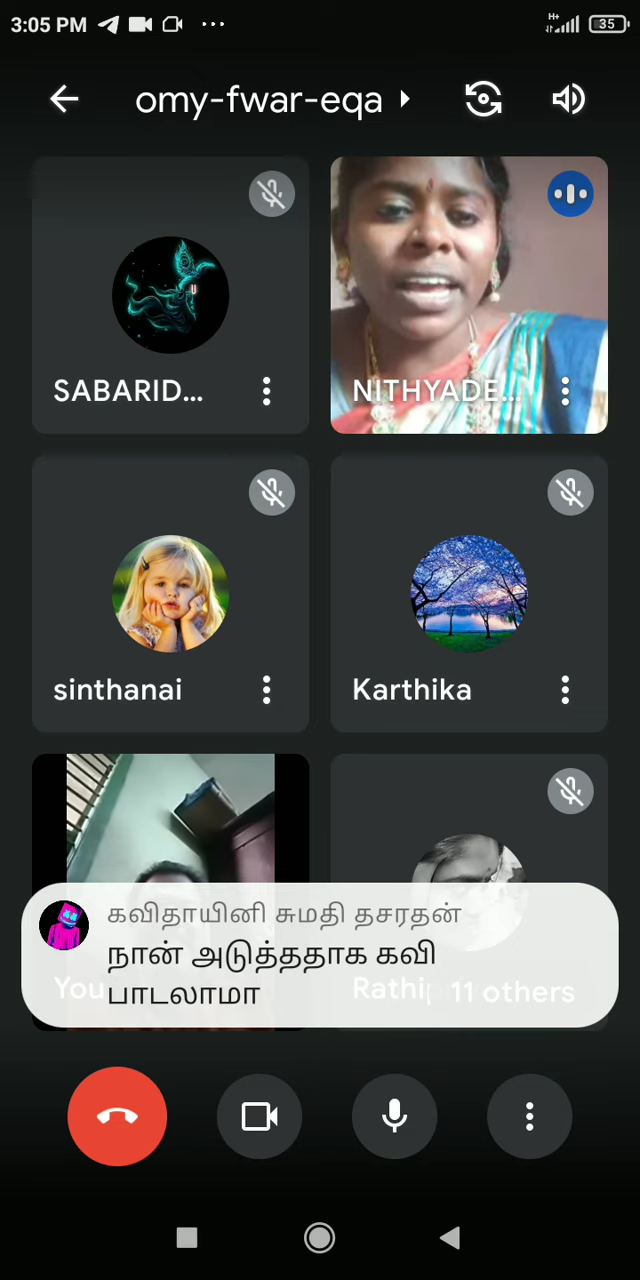 3:05 PM
H+
35
omy-fwar-eqa
SABARID...
NITHYADE...
sinthanai
Karthika
கவிதாயினி சுமதி தசரதன்
நான் அடுத்ததாக கவி
பாடலாமா
You
Rathi
11 others